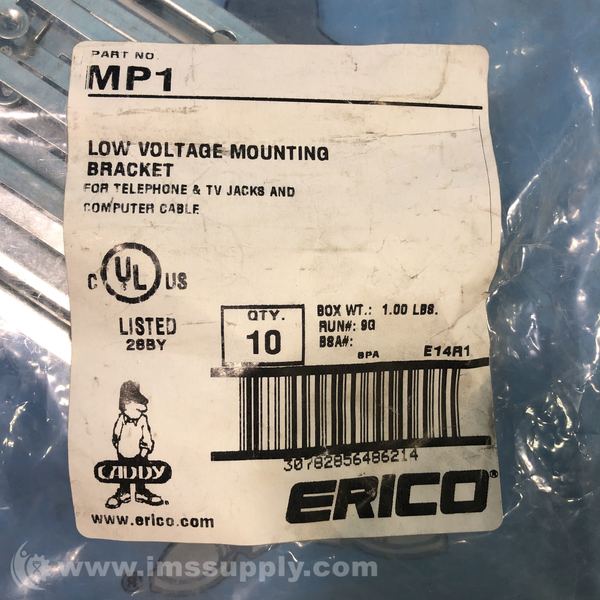 PART NO.
MP1
LOW VOLTAGE MOUNTING
BRACKET
FOR TELEPHONE & TV JACKS AND
COMPUTER CABLE
C UL US
LISTED
26BY
QTY.
10
BOX WT.: 1.00 LBS.
RUN#: 9G
BSA#:
SPA E14R1
30782856486214
CADDY
www.erico.com
ERICO®
www.imssupply.com